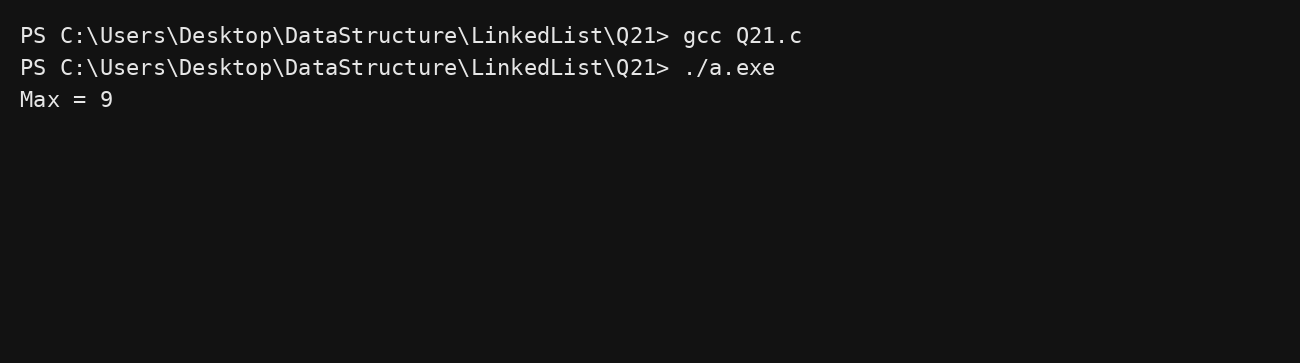 PS C:\Users\Desktop\DataStructure\LinkedList\Q21> gcc Q21.c
PS C:\Users\Desktop\DataStructure\LinkedList\Q21> ./a.exe
Max = 9